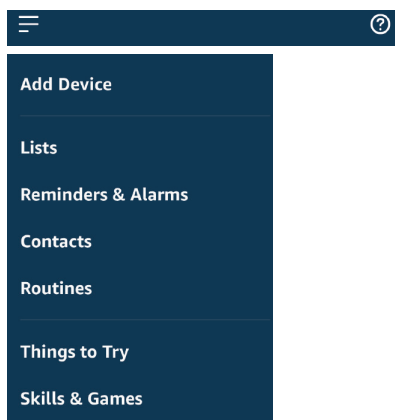 Add Device
Lists
Reminders & Alarms
Contacts
Routines
Things to Try
Skills & Games